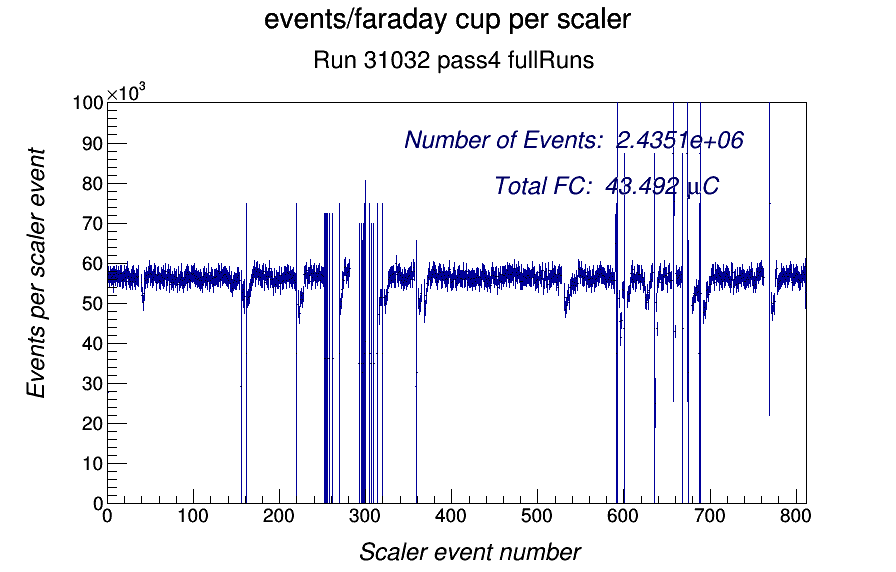 events/faraday cup per scaler
Run 31032 pass4 fullRuns
×10³
100
90
80
70
60
50
40
30
20
10
0
Events per scaler event
Number of Events: 2.4351e+06
Total FC: 43.492 μC
0 100 200 300 400 500 600 700 800
Scaler event number